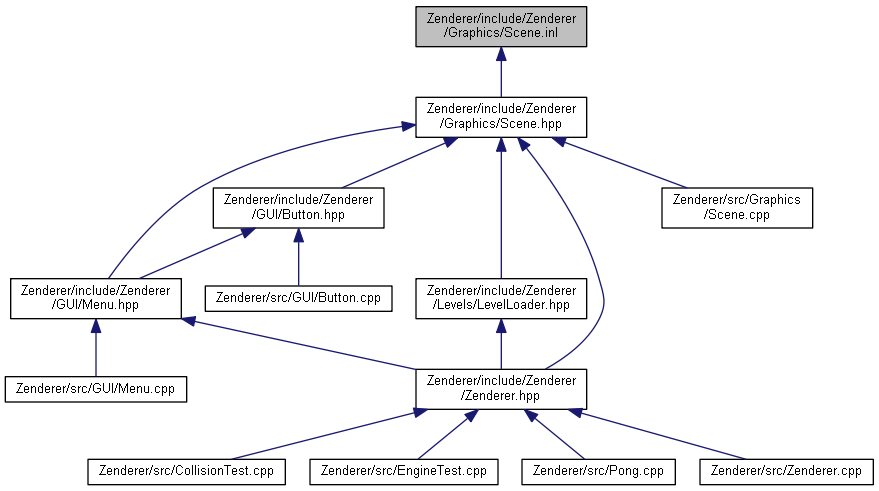 Zenderer/include/Zenderer
/Graphics/Scene.inl
Zenderer/include/Zenderer
/Graphics/Scene.hpp
Zenderer/include/Zenderer
/GUI/Button.hpp
Zenderer/src/Graphics
/Scene.cpp
Zenderer/include/Zenderer
/GUI/Menu.hpp
Zenderer/src/GUI/Button.cpp
Zenderer/include/Zenderer
/Levels/LevelLoader.hpp
Zenderer/src/GUI/Menu.cpp
Zenderer/include/Zenderer
/Zenderer.hpp
Zenderer/src/CollisionTest.cpp
Zenderer/src/EngineTest.cpp
Zenderer/src/Pong.cpp
Zenderer/src/Zenderer.cpp